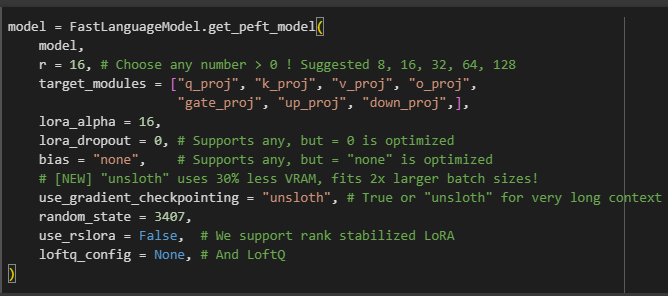 model = FastLanguageModel.get_peft_model(
    model,
    r = 16, # Choose any number > 0 ! Suggested 8, 16, 32, 64, 128
    target_modules = ["q_proj", "k_proj", "v_proj", "o_proj",
                      "gate_proj", "up_proj", "down_proj",],
    lora_alpha = 16,
    lora_dropout = 0, # Supports any, but = 0 is optimized
    bias = "none",    # Supports any, but = "none" is optimized
    # [NEW] "unsloth" uses 30% less VRAM, fits 2x larger batch sizes!
    use_gradient_checkpointing = "unsloth", # True or "unsloth" for very long context
    random_state = 3407,
    use_rslora = False,  # We support rank stabilized LoRA
    loftq_config = None, # And LoftQ
)